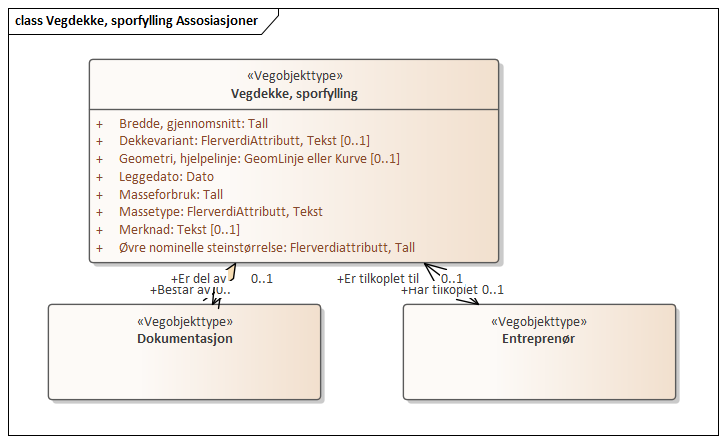 class Vegdekke, sporfylling Assosiasjoner
«Vegobjekttype»
Vegdekke, sporfylling
+ Bredde, gjennomsnitt: Tall
+ Dekkevariant: FlerverdiAttributt, Tekst [0..1]
+ Geometri, hjelpelinje: GeomLinje eller Kurve [0..1]
+ Leggedato: Dato
+ Masseforbruk: Tall
+ Massetype: FlerverdiAttributt, Tekst
+ Merknad: Tekst [0..1]
+ Øvre nominelle steinstørrelse: Flerverdiattributt, Tall
+Er del av 0..1 +Er tilkoplet til 0..1
+Består av 0.. +Har tilkoplet 0..1
«Vegobjekttype»
Dokumentasjon
«Vegobjekttype»
Entreprenør